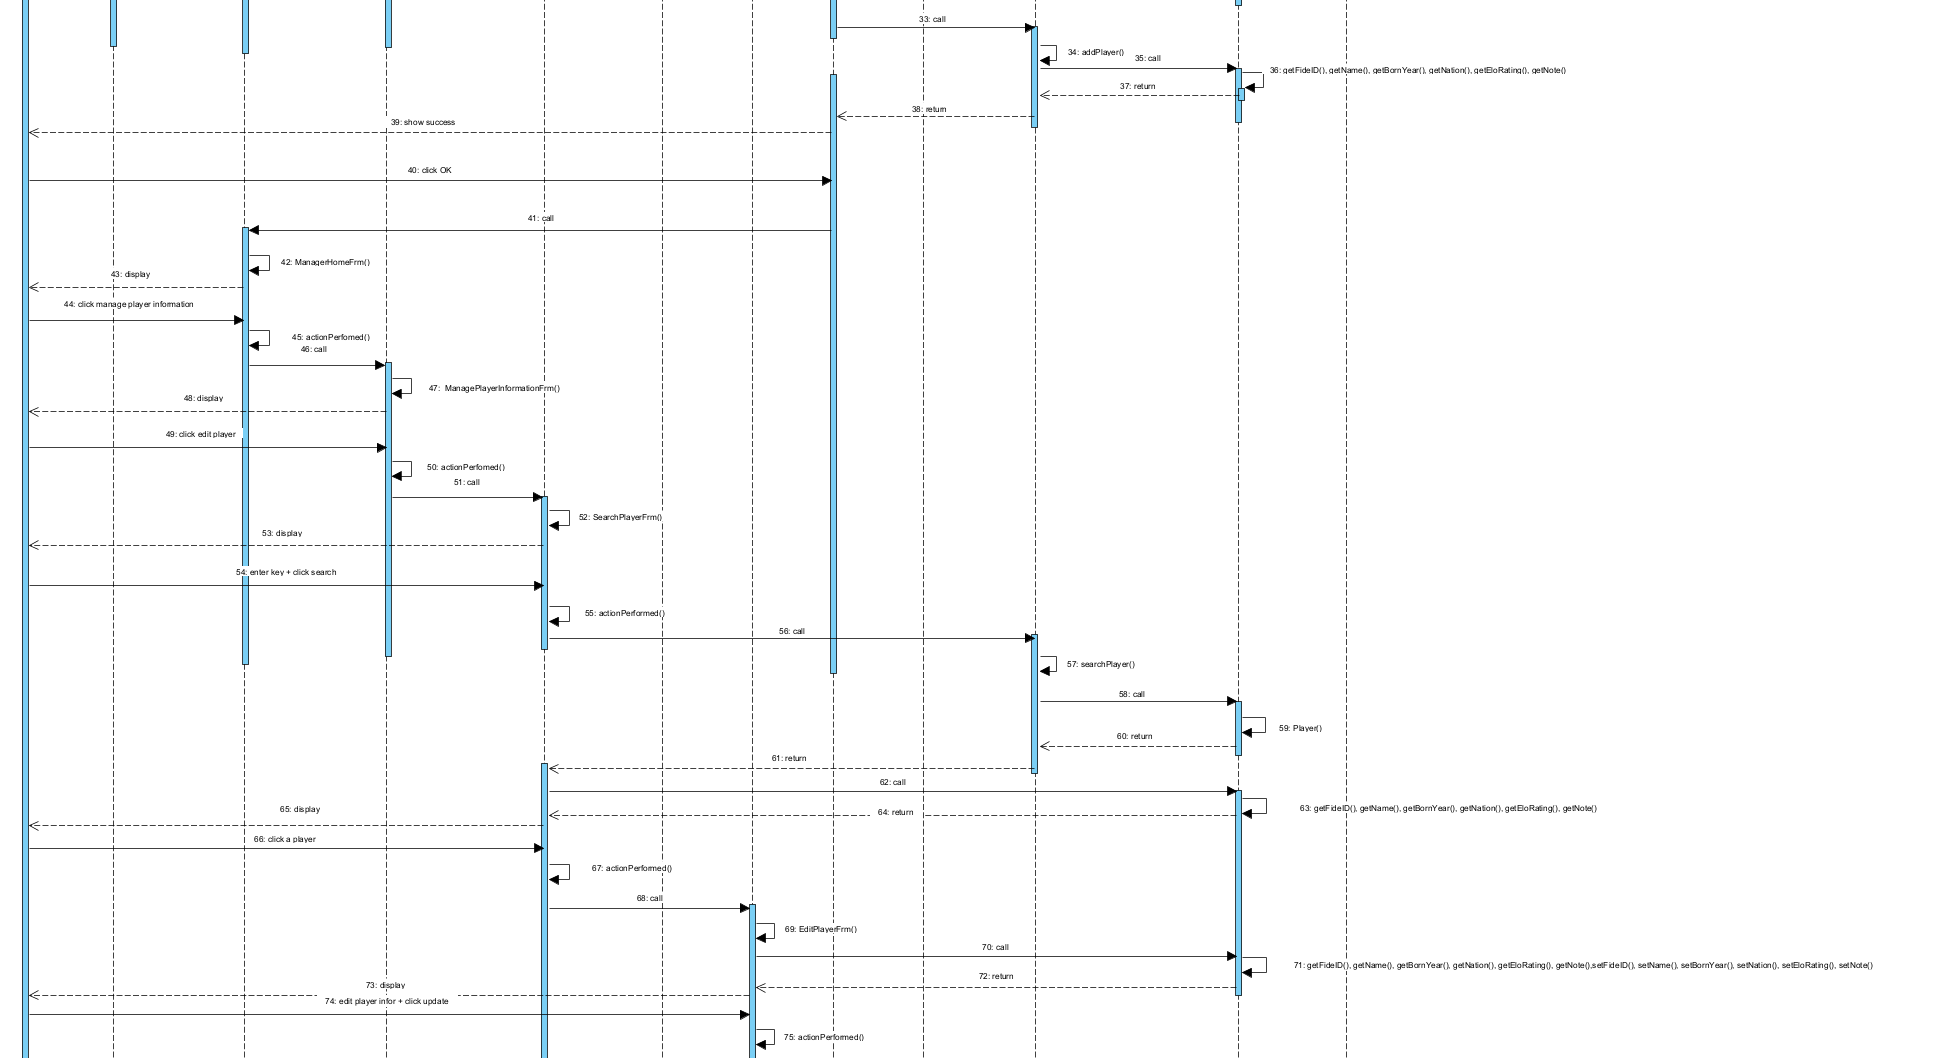 33: call
34: addPlayer()
35: call
36: getFideID(), getName(), getBornYear(), getNation(), getEloRating(), getNote()
37: return
38: return
39: show success
40: click OK
41: call
42: ManagerHomeFrm()
43: display
44: click manage player information
45: actionPerfomed()
46: call
47: ManagePlayerInformationFrm()
48: display
49: click edit player
50: actionPerfomed()
51: call
52: SearchPlayerFrm()
53: display
54: enter key + click search
55: actionPerformed()
56: call
57: searchPlayer()
58: call
59: Player()
60: return
61: return
62: call
63: getFideID(), getName(), getBornYear(), getNation(), getEloRating(), getNote()
64: return
65: display
66: click a player
67: actionPerformed()
68: call
69: EditPlayerFrm()
70: call
71: getFideID(), getName(), getBornYear(), getNation(), getEloRating(), getNote(),setFideID(), setName(), setBornYear(), setNation(), setEloRating(), setNote()
72: return
73: display
74: edit player infor + click update
75: actionPerformed()